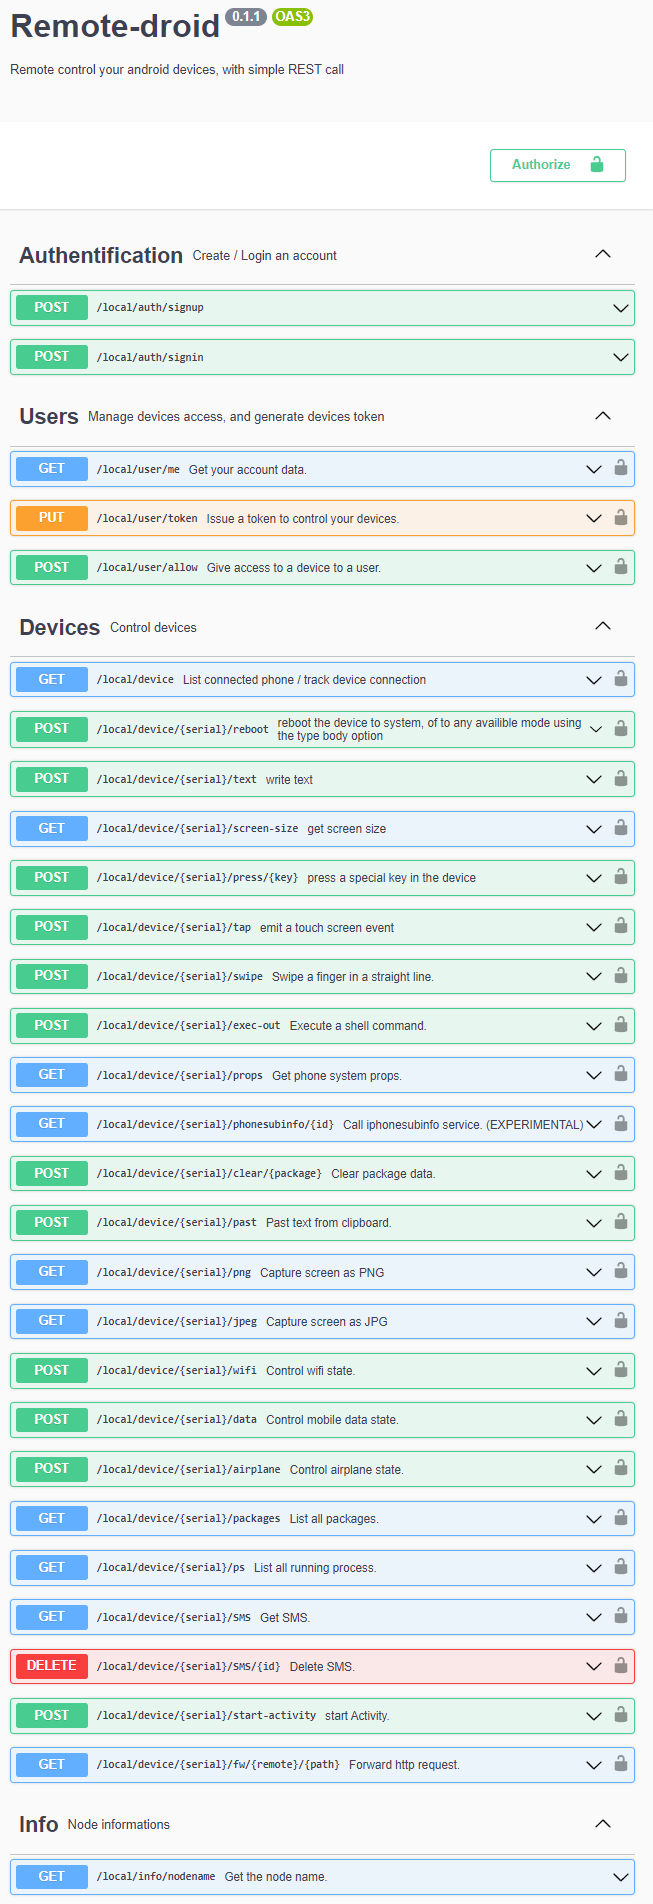 Remote-droid 0.1.1 OAS3
Remote control your android devices, with simple REST call
Authorize
Authentification Create / Login an account
POST /local/auth/signup
POST /local/auth/signin
Users Manage devices access, and generate devices token
GET /local/user/me Get your account data.
PUT /local/user/token Issue a token to control your devices.
POST /local/user/allow Give access to a device to a user.
Devices Control devices
GET /local/device List connected phone / track device connection
POST /local/device/{serial}/reboot reboot the device to system, of to any availible mode using
the type body option
POST /local/device/{serial}/text write text
GET /local/device/{serial}/screen-size get screen size
POST /local/device/{serial}/press/{key} press a special key in the device
POST /local/device/{serial}/tap emit a touch screen event
POST /local/device/{serial}/swipe Swipe a finger in a straight line.
POST /local/device/{serial}/exec-out Execute a shell command.
GET /local/device/{serial}/props Get phone system props.
GET /local/device/{serial}/phonesubinfo/{id} Call iphonesubinfo service. (EXPERIMENTAL)
POST /local/device/{serial}/clear/{package} Clear package data.
POST /local/device/{serial}/past Past text from clipboard.
GET /local/device/{serial}/png Capture screen as PNG
GET /local/device/{serial}/jpeg Capture screen as JPG
POST /local/device/{serial}/wifi Control wifi state.
POST /local/device/{serial}/data Control mobile data state.
POST /local/device/{serial}/airplane Control airplane state.
GET /local/device/{serial}/packages List all packages.
GET /local/device/{serial}/ps List all running process.
GET /local/device/{serial}/SMS Get SMS.
DELETE /local/device/{serial}/SMS/{id} Delete SMS.
POST /local/device/{serial}/start-activity start Activity.
GET /local/device/{serial}/fw/{remote}/{path} Forward http request.
Info Node informations
GET /local/info/nodename Get the node name.